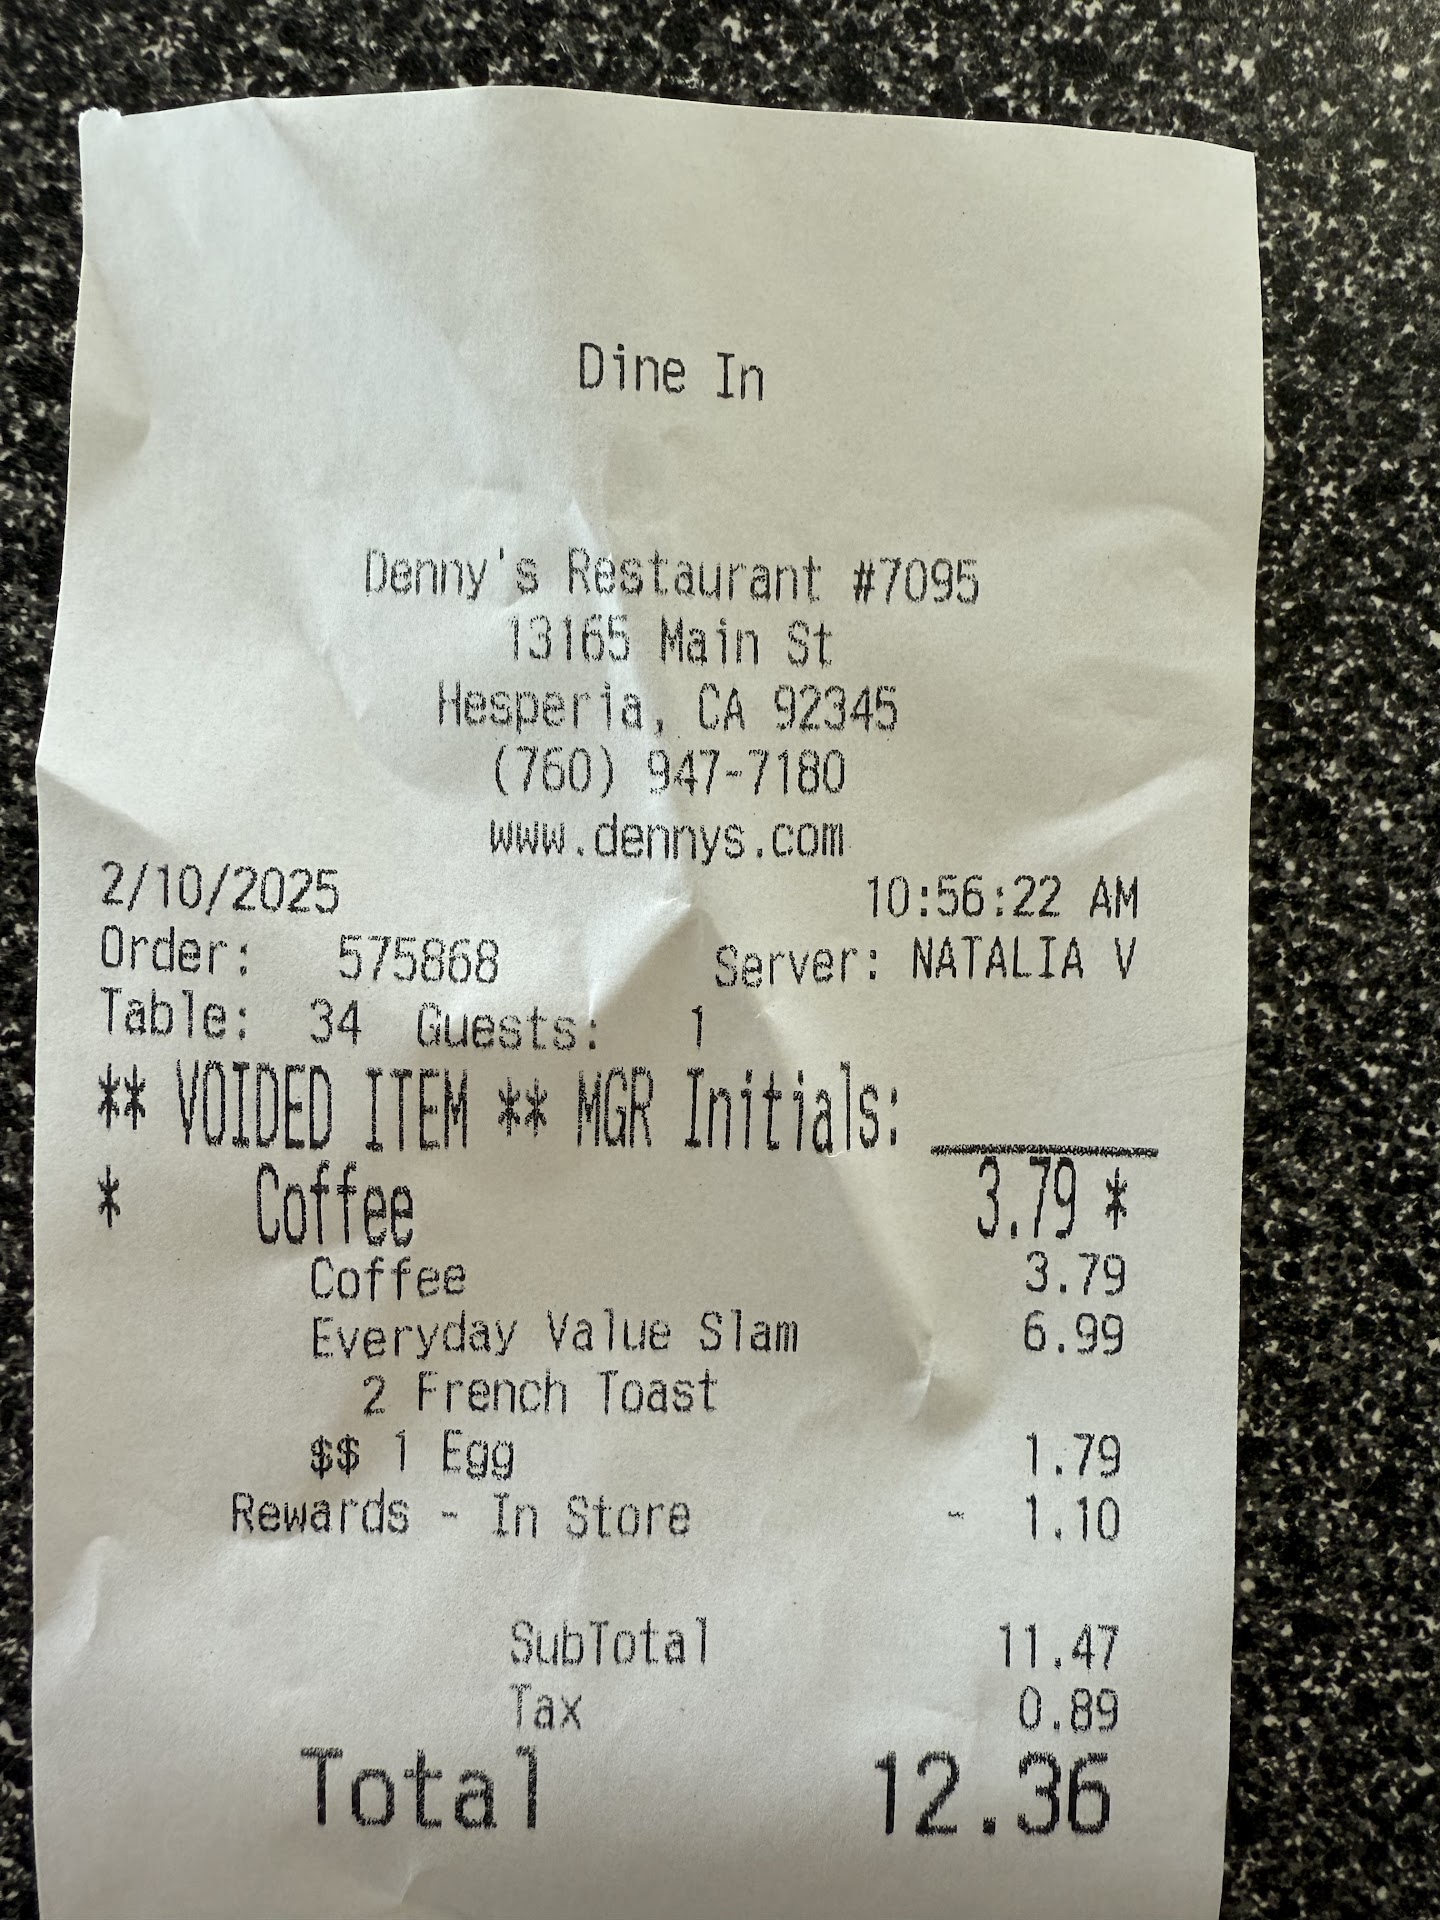 Dine In
Denny's Restaurant #7095
13165 Main St
Hesperia, CA 92345
(760) 947-7180
www.dennys.com
2/10/2025 10:56:22 AM
Order: 575868 Server: NATALIA V
Table: 34 Guests: 1
** VOIDED ITEM ** MGR Initials: ________
* Coffee 3.79 *
Coffee 3.79
Everyday Value Slam 6.99
2 French Toast
$$ 1 Egg 1.79
Rewards - In Store - 1.10
SubTotal 11.47
Tax 0.89
Total 12.36